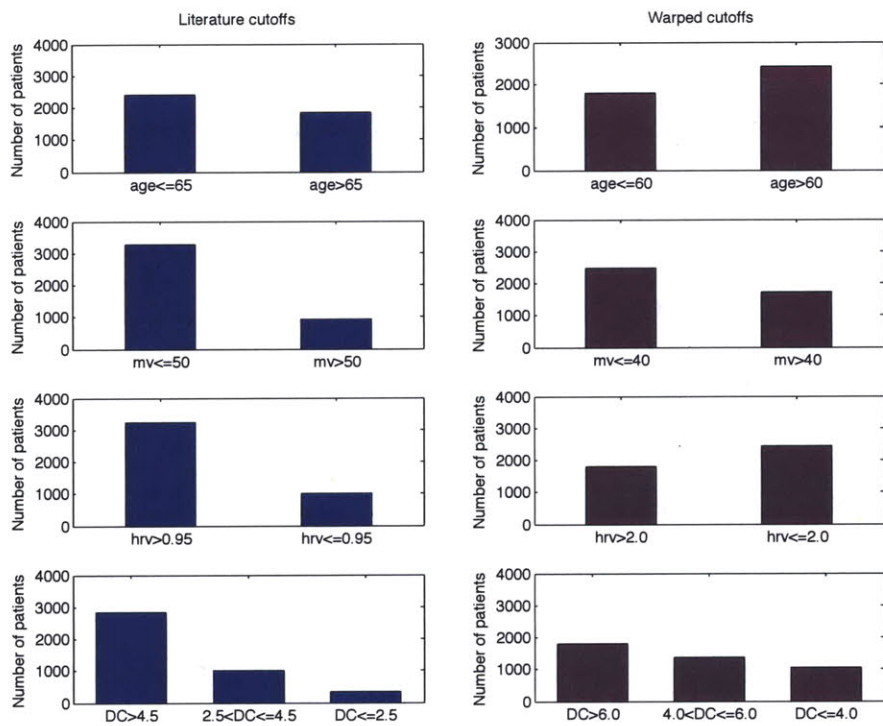 Literature cutoffs
Number of patients
4000
3000
2000
1000
0
age<=65 age>65
Number of patients
4000
3000
2000
1000
0
mv<=50 mv>50
Number of patients
4000
3000
2000
1000
0
hrv>0.95 hrv<=0.95
Number of patients
4000
3000
2000
1000
0
DC>4.5 2.5<DC<=4.5 DC<=2.5
Warped cutoffs
Number of patients
3000
2000
1000
0
age<=60 age>60
Number of patients
4000
3000
2000
1000
0
mv<=40 mv>40
Number of patients
4000
3000
2000
1000
0
hrv>2.0 hrv<=2.0
Number of patients
4000
3000
2000
1000
0
DC>6.0 4.0<DC<=6.0 DC<=4.0